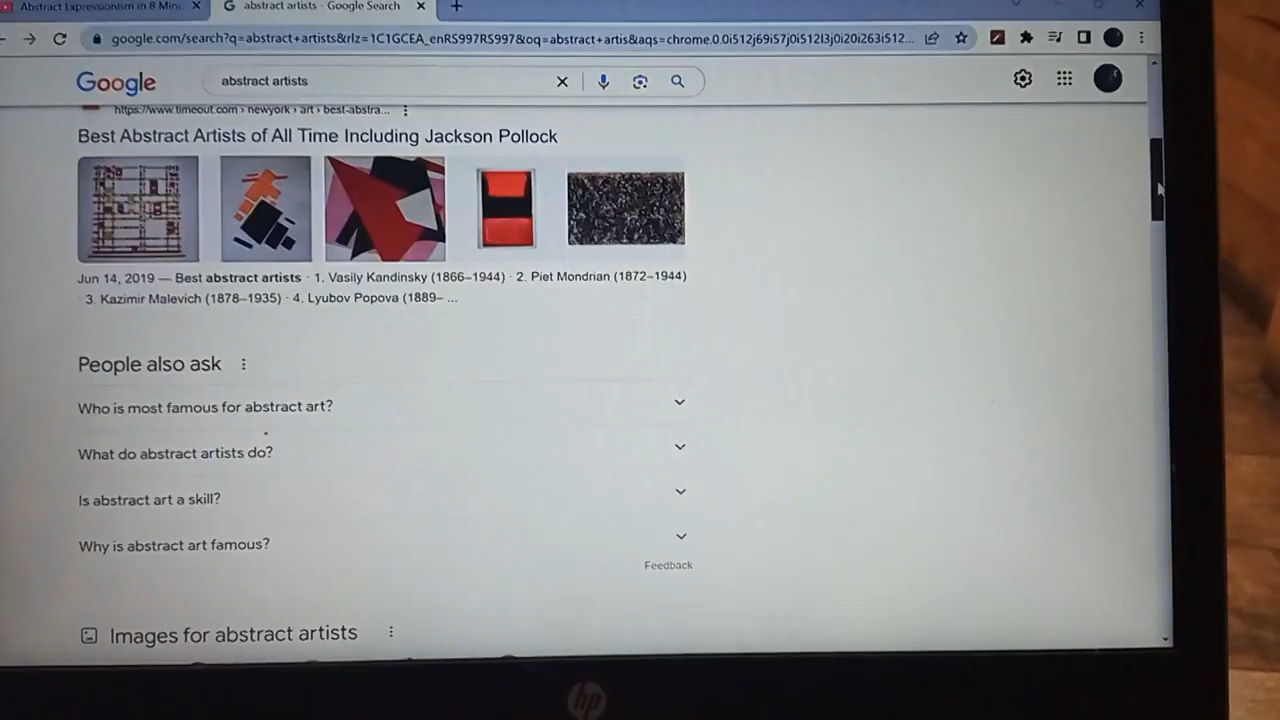 Abstract Expressionism in 8 Minu
abstract artists - Google Search
google.com/search?q=abstract+artists&rlz=1C1GCEA_enRS997RS997&oq=abstract+artis&aqs=chrome.0.0i512j69i57j0i512l3j0i20i263i512...
Google
abstract artists
https://www.timeout.com › newyork › art › best-abstra...
Best Abstract Artists of All Time Including Jackson Pollock
Jun 14, 2019 — Best abstract artists · 1. Vasily Kandinsky (1866–1944) · 2. Piet Mondrian (1872–1944)
· 3. Kazimir Malevich (1878–1935) · 4. Lyubov Popova (1889– ...
People also ask
Who is most famous for abstract art?
What do abstract artists do?
Is abstract art a skill?
Why is abstract art famous?
Feedback
Images for abstract artists
hp